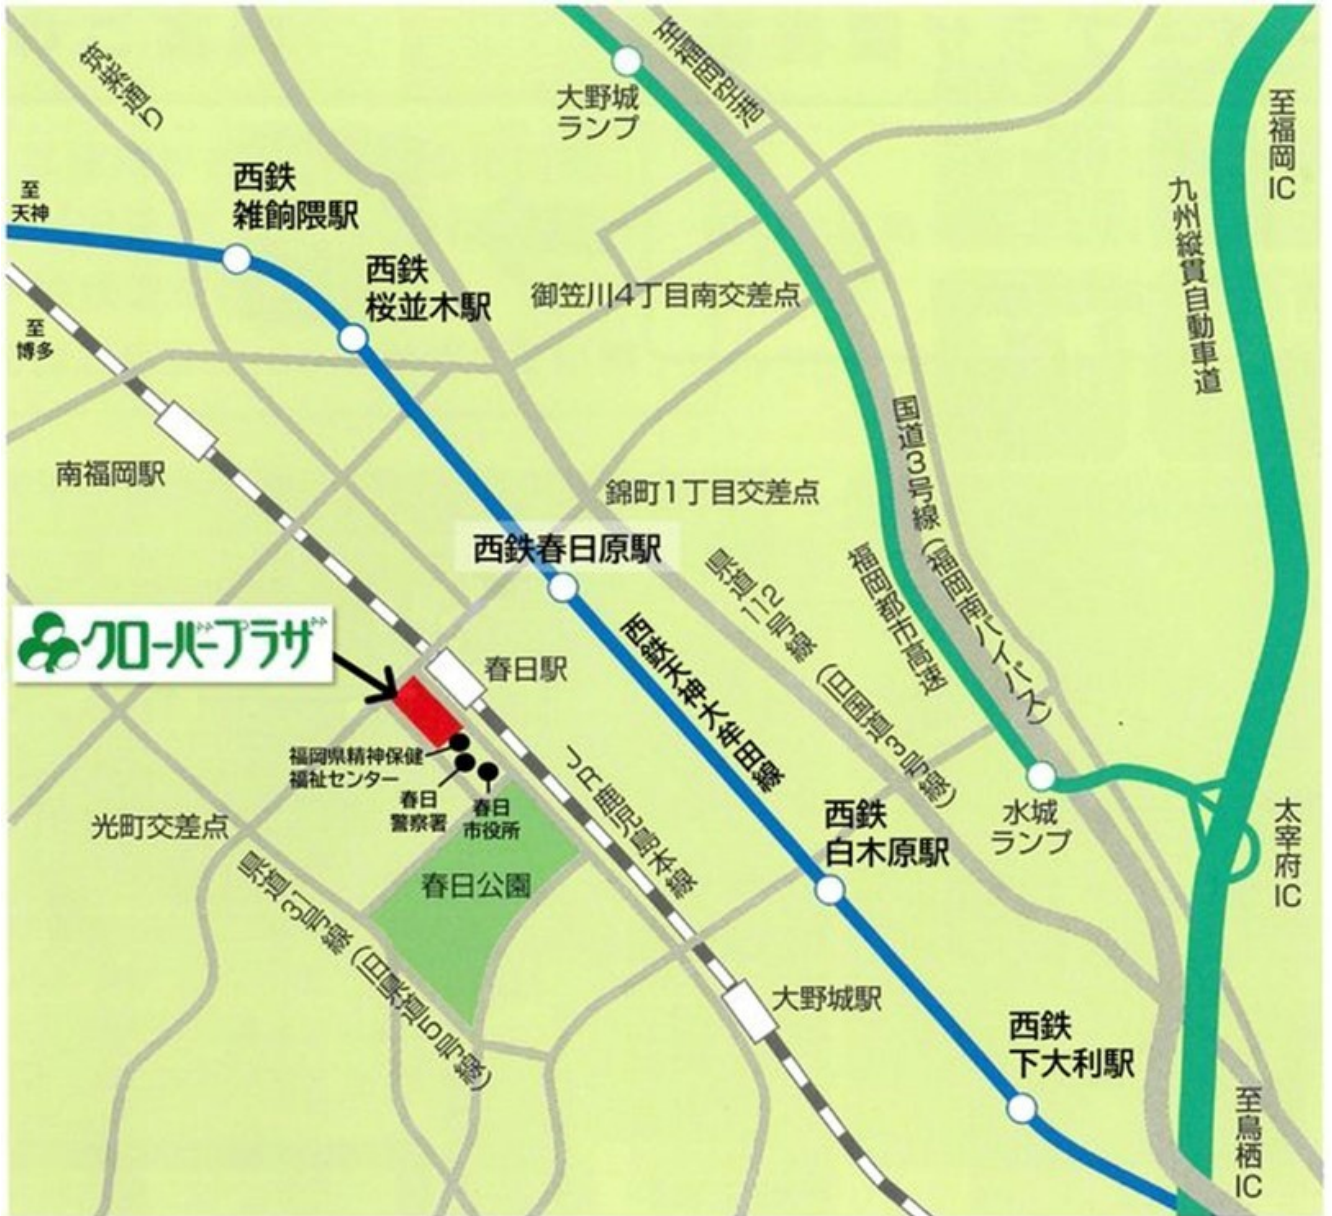 筑紫通り
至福岡空港
大野城
ランプ
至福岡IC
九州縦貫自動車道
至
天神
西鉄
雑餉隈駅
西鉄
桜並木駅
御笠川4丁目南交差点
至
博多
南福岡駅
錦町1丁目交差点
国道3号線(福岡南バイパス)
西鉄春日原駅
県道112号線(旧国道3号線)
福岡都市高速
クローバープラザ
春日駅
西鉄天神大牟田線
福岡県精神保健
福祉センター
春日
警察署
春日
市役所
JR鹿児島本線
光町交差点
春日公園
県道31号線(旧県道5号線)
西鉄
白木原駅
水城
ランプ
太宰府IC
大野城駅
西鉄
下大利駅
至鳥栖IC